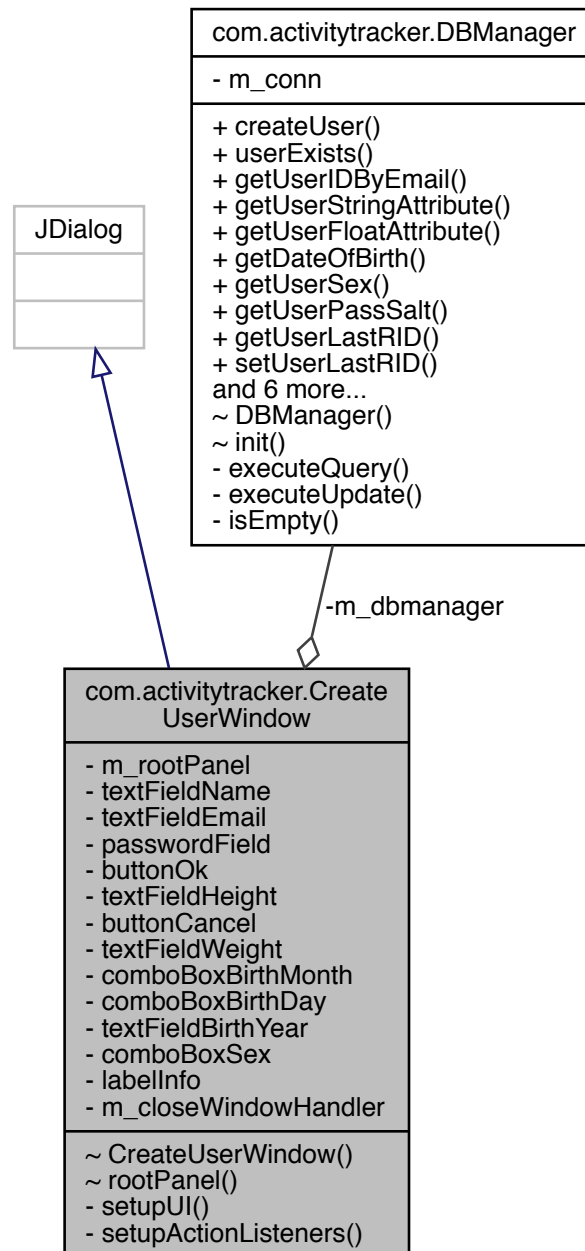 com.activitytracker.DBManager
- m_conn
+ createUser()
+ userExists()
+ getUserIDByEmail()
+ getUserStringAttribute()
+ getUserFloatAttribute()
+ getDateOfBirth()
+ getUserSex()
+ getUserPassSalt()
+ getUserLastRID()
+ setUserLastRID()
and 6 more...
~ DBManager()
~ init()
- executeQuery()
- executeUpdate()
- isEmpty()
JDialog
-m_dbmanager
com.activitytracker.Create
UserWindow
- m_rootPanel
- textFieldName
- textFieldEmail
- passwordField
- buttonOk
- textFieldHeight
- buttonCancel
- textFieldWeight
- comboBoxBirthMonth
- comboBoxBirthDay
- textFieldBirthYear
- comboBoxSex
- labelInfo
- m_closeWindowHandler
~ CreateUserWindow()
~ rootPanel()
- setupUI()
- setupActionListeners()